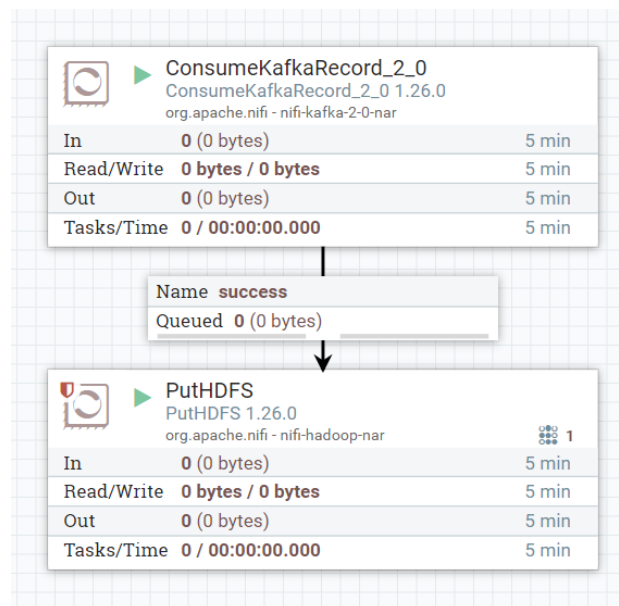 ConsumeKafkaRecord_2_0
ConsumeKafkaRecord_2_0 1.26.0
org.apache.nifi - nifi-kafka-2-0-nar
In 0 (0 bytes) 5 min
Read/Write 0 bytes / 0 bytes 5 min
Out 0 (0 bytes) 5 min
Tasks/Time 0 / 00:00:00.000 5 min
Name success
Queued 0 (0 bytes)
PutHDFS
PutHDFS 1.26.0
org.apache.nifi - nifi-hadoop-nar 1
In 0 (0 bytes) 5 min
Read/Write 0 bytes / 0 bytes 5 min
Out 0 (0 bytes) 5 min
Tasks/Time 0 / 00:00:00.000 5 min